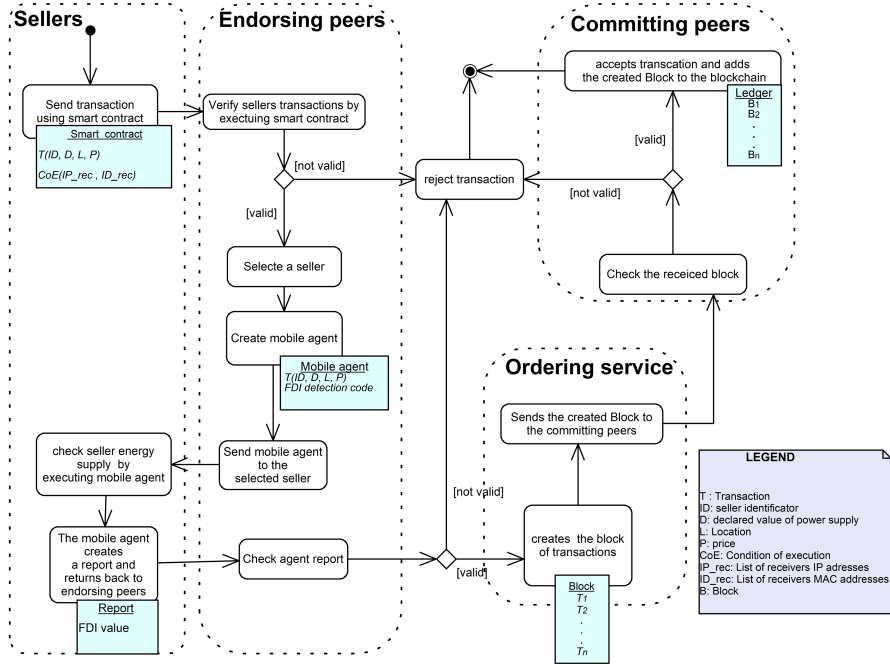 Sellers
Endorsing peers
Committing peers
Send transaction
using smart contract
Smart contract
T(ID, D, L, P)
CoE(IP_rec , ID_rec)
Verify sellers transactions by
exectuing smart contract
[not valid]
[valid]
Selecte a seller
Create mobile agent
Mobile agent
T(ID, D, L, P)
FDI detection code
Send mobile agent
to the
selected seller
check seller energy
supply by
executing mobile agent
The mobile agent
creates
a report and
returns back to
endorsing peers
Report
FDI value
Check agent report
[not valid]
[valid]
reject transaction
accepts transcation and adds
the created Block to the blockchain
Ledger
B1
B2
.
.
.
Bn
[valid]
[not valid]
Check the receiced block
Ordering service
Sends the created Block to
the committing peers
creates the block
of transactions
Block
T1
T2
.
.
.
Tn
LEGEND
T : Transaction
ID: seller identificator
D: declared value of power supply
L: Location
P: price
CoE: Condition of execution
IP_rec: List of receivers IP adresses
ID_rec: List of receivers MAC addresses
B: Block